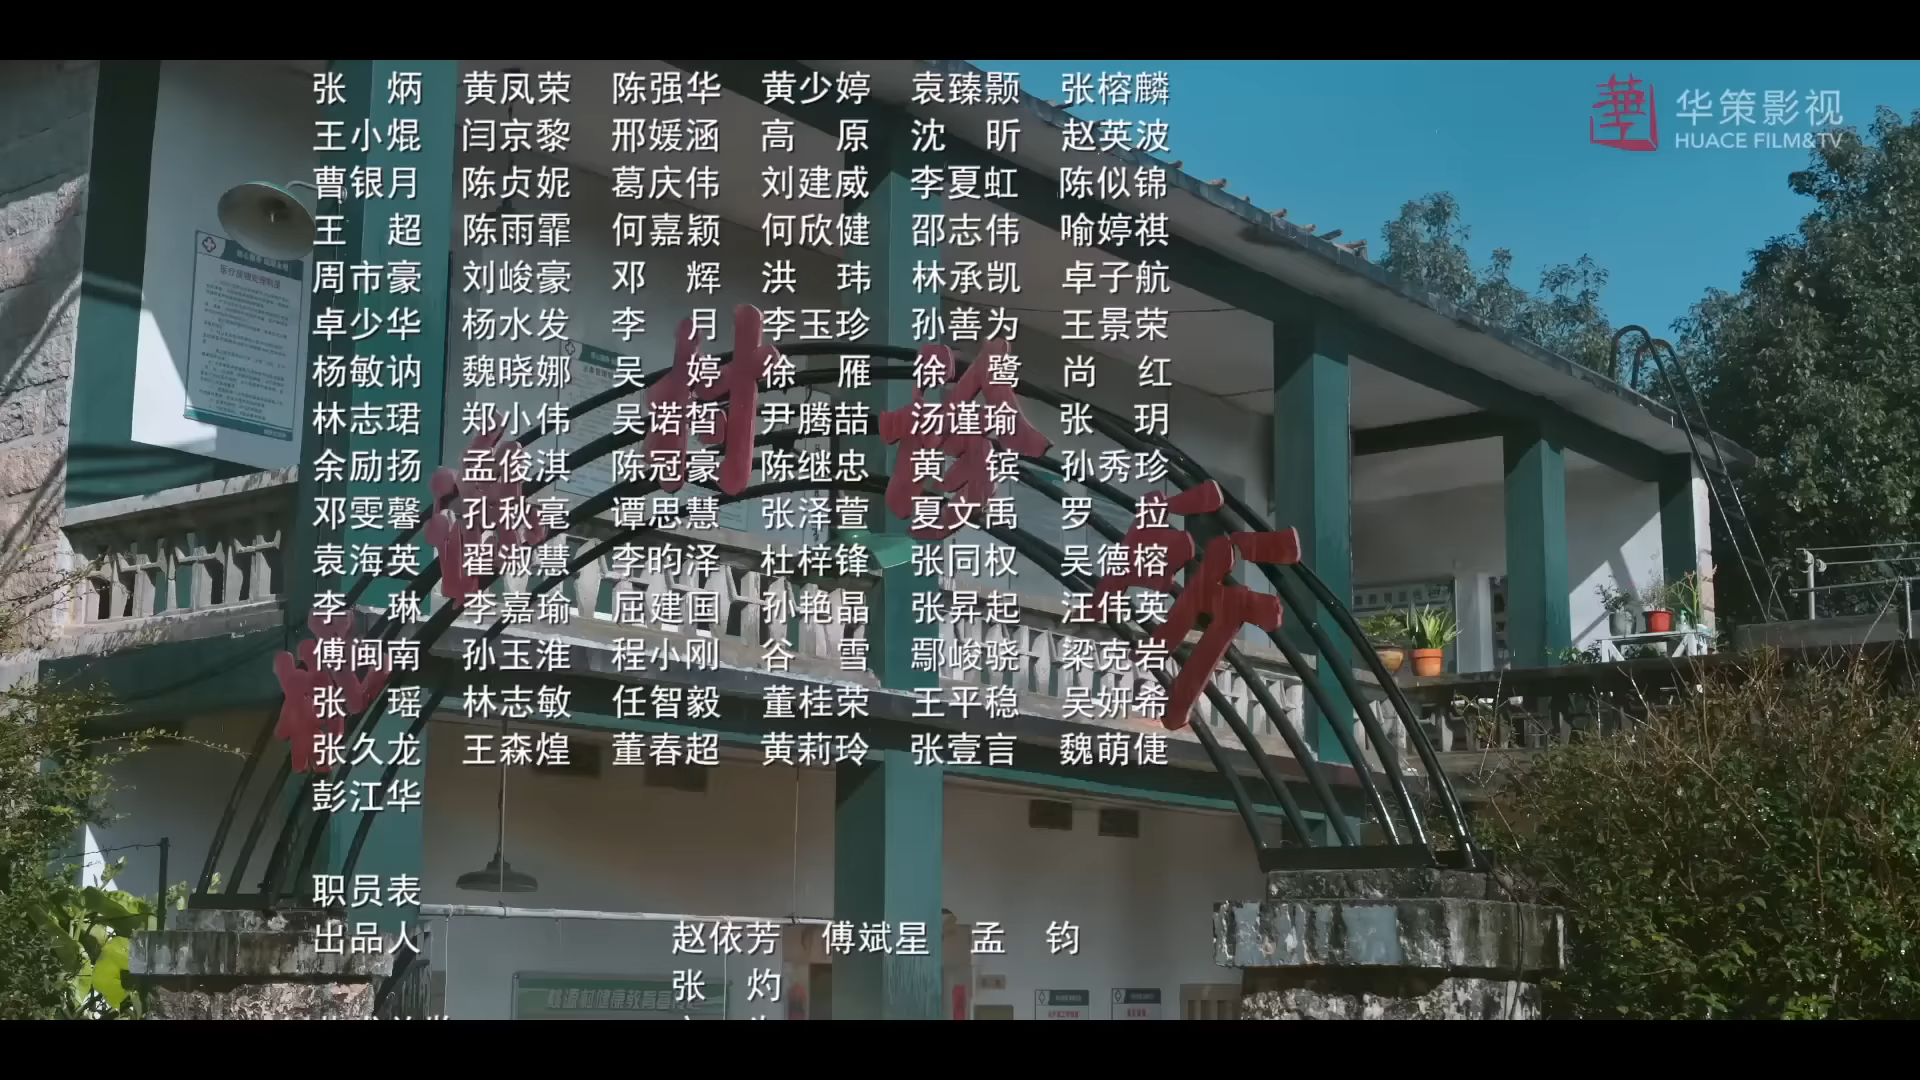 张　炳　黄凤荣　陈强华　黄少婷　袁臻颢　张榕麟
华策影视
HUACE FILM&TV
王小焜　闫京黎　邢媛涵　高　原　沈　昕　赵英波
曹银月　陈贞妮　葛庆伟　刘建威　李夏虹　陈似锦
王　超　陈雨霏　何嘉颖　何欣健　邵志伟　喻婷祺
周市豪　刘峻豪　邓　辉　洪　玮　林承凯　卓子航
卓少华　杨水发　李　月　李玉珍　孙善为　王景荣
杨敏讷　魏晓娜　吴　婷　徐　雁　徐　鹭　尚　红
林志珺　郑小伟　吴诺皙　尹腾喆　汤谨瑜　张　玥
余励扬　孟俊淇　陈冠豪　陈继忠　黄　镔　孙秀珍
邓雯馨　孔秋毫　谭思慧　张泽萱　夏文禹　罗　拉
袁海英　翟淑慧　李昀泽　杜梓锋　张同权　吴德榕
李　琳　李嘉瑜　屈建国　孙艳晶　张昇起　汪伟英
傅闽南　孙玉淮　程小刚　谷　雪　鄢峻骁　梁克岩
张　瑶　林志敏　任智毅　董桂荣　王平稳　吴妍希
张久龙　王森煌　董春超　黄莉玲　张壹言　魏萌倢
彭江华
桃源村诊所
职员表
出品人　赵依芳　傅斌星　孟　钧
张　灼
桃源村健康教育宣